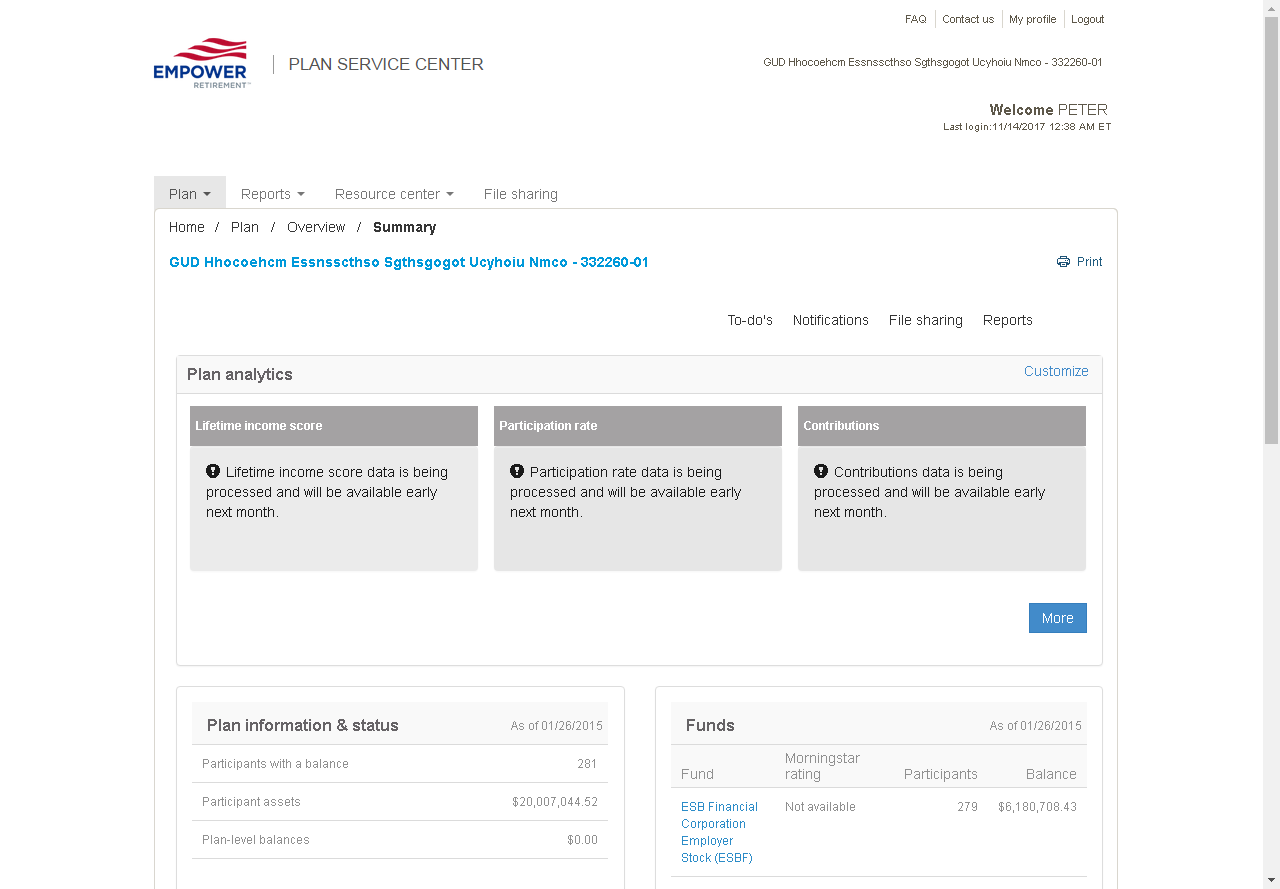 FAQ Contact us My profile Logout
EMPOWER
RETIREMENT™
PLAN SERVICE CENTER
GUD Hhocoehcm Essnsscthso Sgthsgogot Ucyhoiu Nmco - 332260-01
Welcome PETER
Last login:11/14/2017 12:38 AM ET
Plan Reports Resource center File sharing
Home / Plan / Overview / Summary
GUD Hhocoehcm Essnsscthso Sgthsgogot Ucyhoiu Nmco - 332260-01
Print
To-do's Notifications File sharing Reports
Plan analytics
Customize
Lifetime income score
Lifetime income score data is being
processed and will be available early
next month.
Participation rate
Participation rate data is being
processed and will be available early
next month.
Contributions
Contributions data is being
processed and will be available early
next month.
More
Plan information & status As of 01/26/2015
Participants with a balance 281
Participant assets $20,007,044.52
Plan-level balances $0.00
Funds As of 01/26/2015
Fund Morningstar rating Participants Balance
ESB Financial Not available 279 $6,180,708.43
Corporation
Employer
Stock (ESBF)